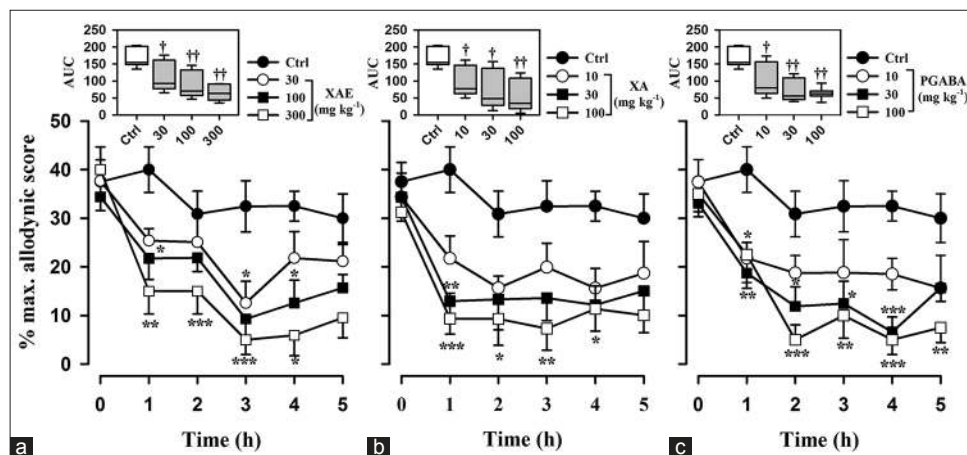 250
200
150
100
50
0
AUC
† †† ††
Ctrl 30 100 300
Ctrl
30
100
300
XAE
(mg kg-1)
250
200
150
100
50
0
AUC
† † ††
Ctrl 10 30 100
Ctrl
10
30
100
XA
(mg kg-1)
250
200
150
100
50
0
AUC
† †† ††
Ctrl 10 30 100
Ctrl
10
30
100
PGABA
(mg kg-1)
% max. allodynic score
50
40
30
20
10
0
* * *
** *** *** *
**
*** * ** *
* * * ***
** *** ** *** **
0 1 2 3 4 5
0 1 2 3 4 5
0 1 2 3 4 5
Time (h)
Time (h)
Time (h)
a
b
c